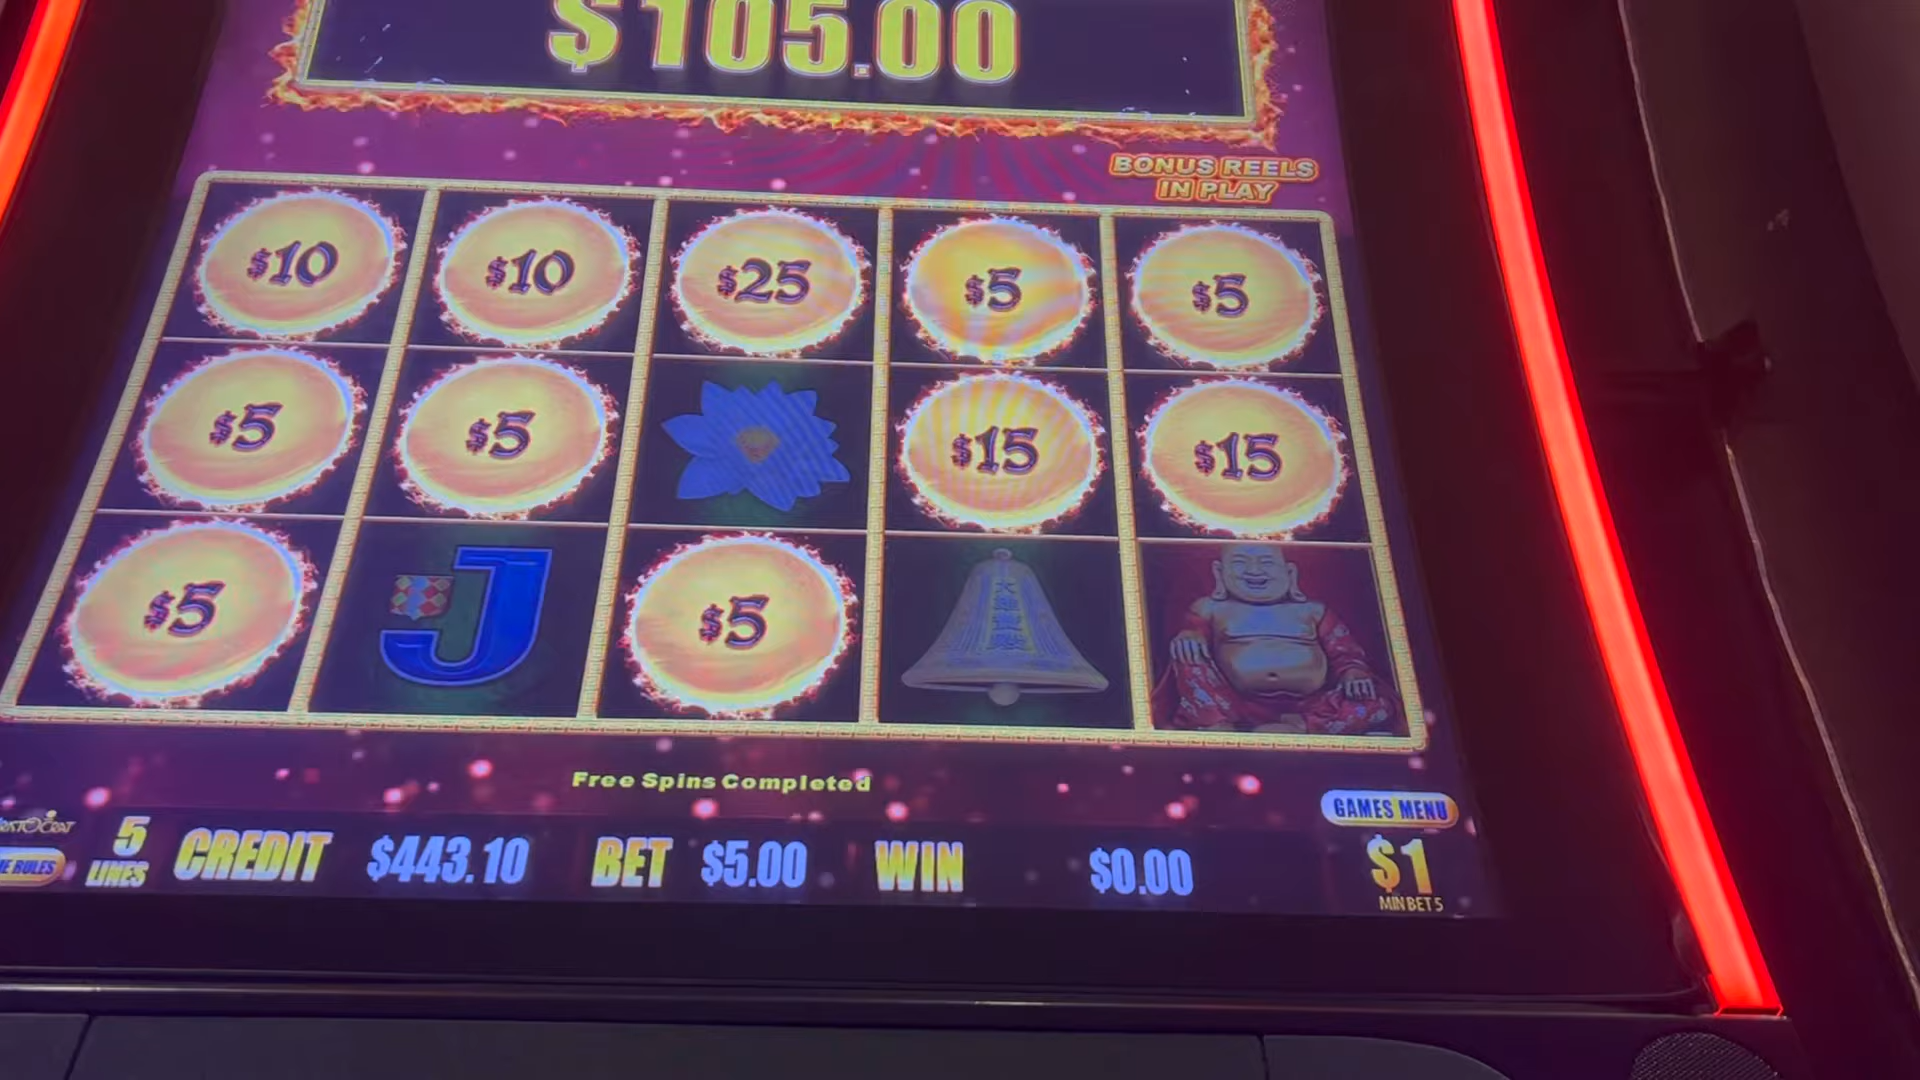 $105.00
BONUS REELS
IN PLAY
$10 $10 $25 $5 $5
$5 $5 $15 $15
$5 J $5
Free Spins Completed
GAMES MENU
5
LINES
CREDIT $443.10 BET $5.00 WIN $0.00
$1
MIN BET 5
RULES